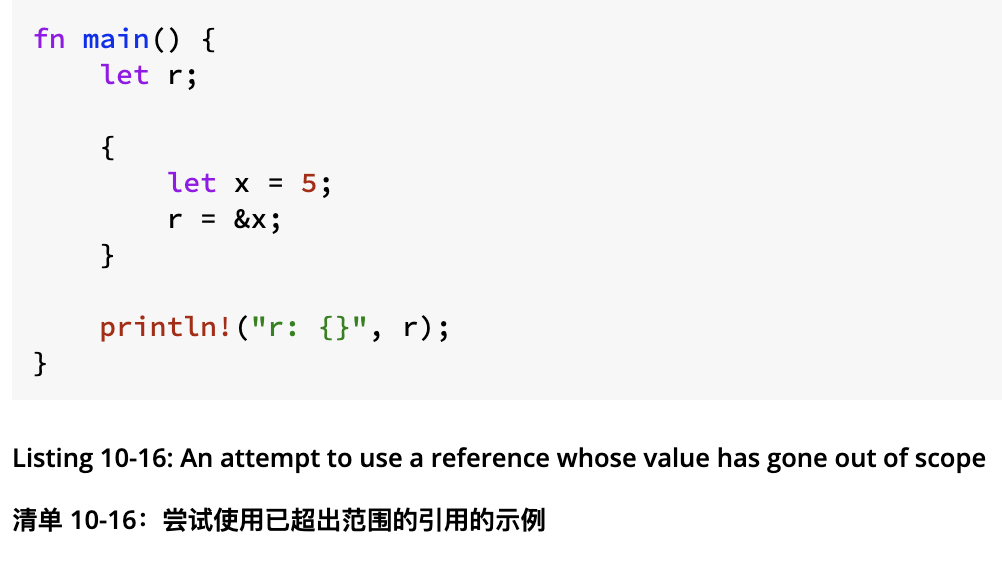 fn main() {
    let r;

    {
        let x = 5;
        r = &x;
    }

    println!("r: {}", r);
}
Listing 10-16: An attempt to use a reference whose value has gone out of scope
清单 10-16：尝试使用已超出范围的引用的示例